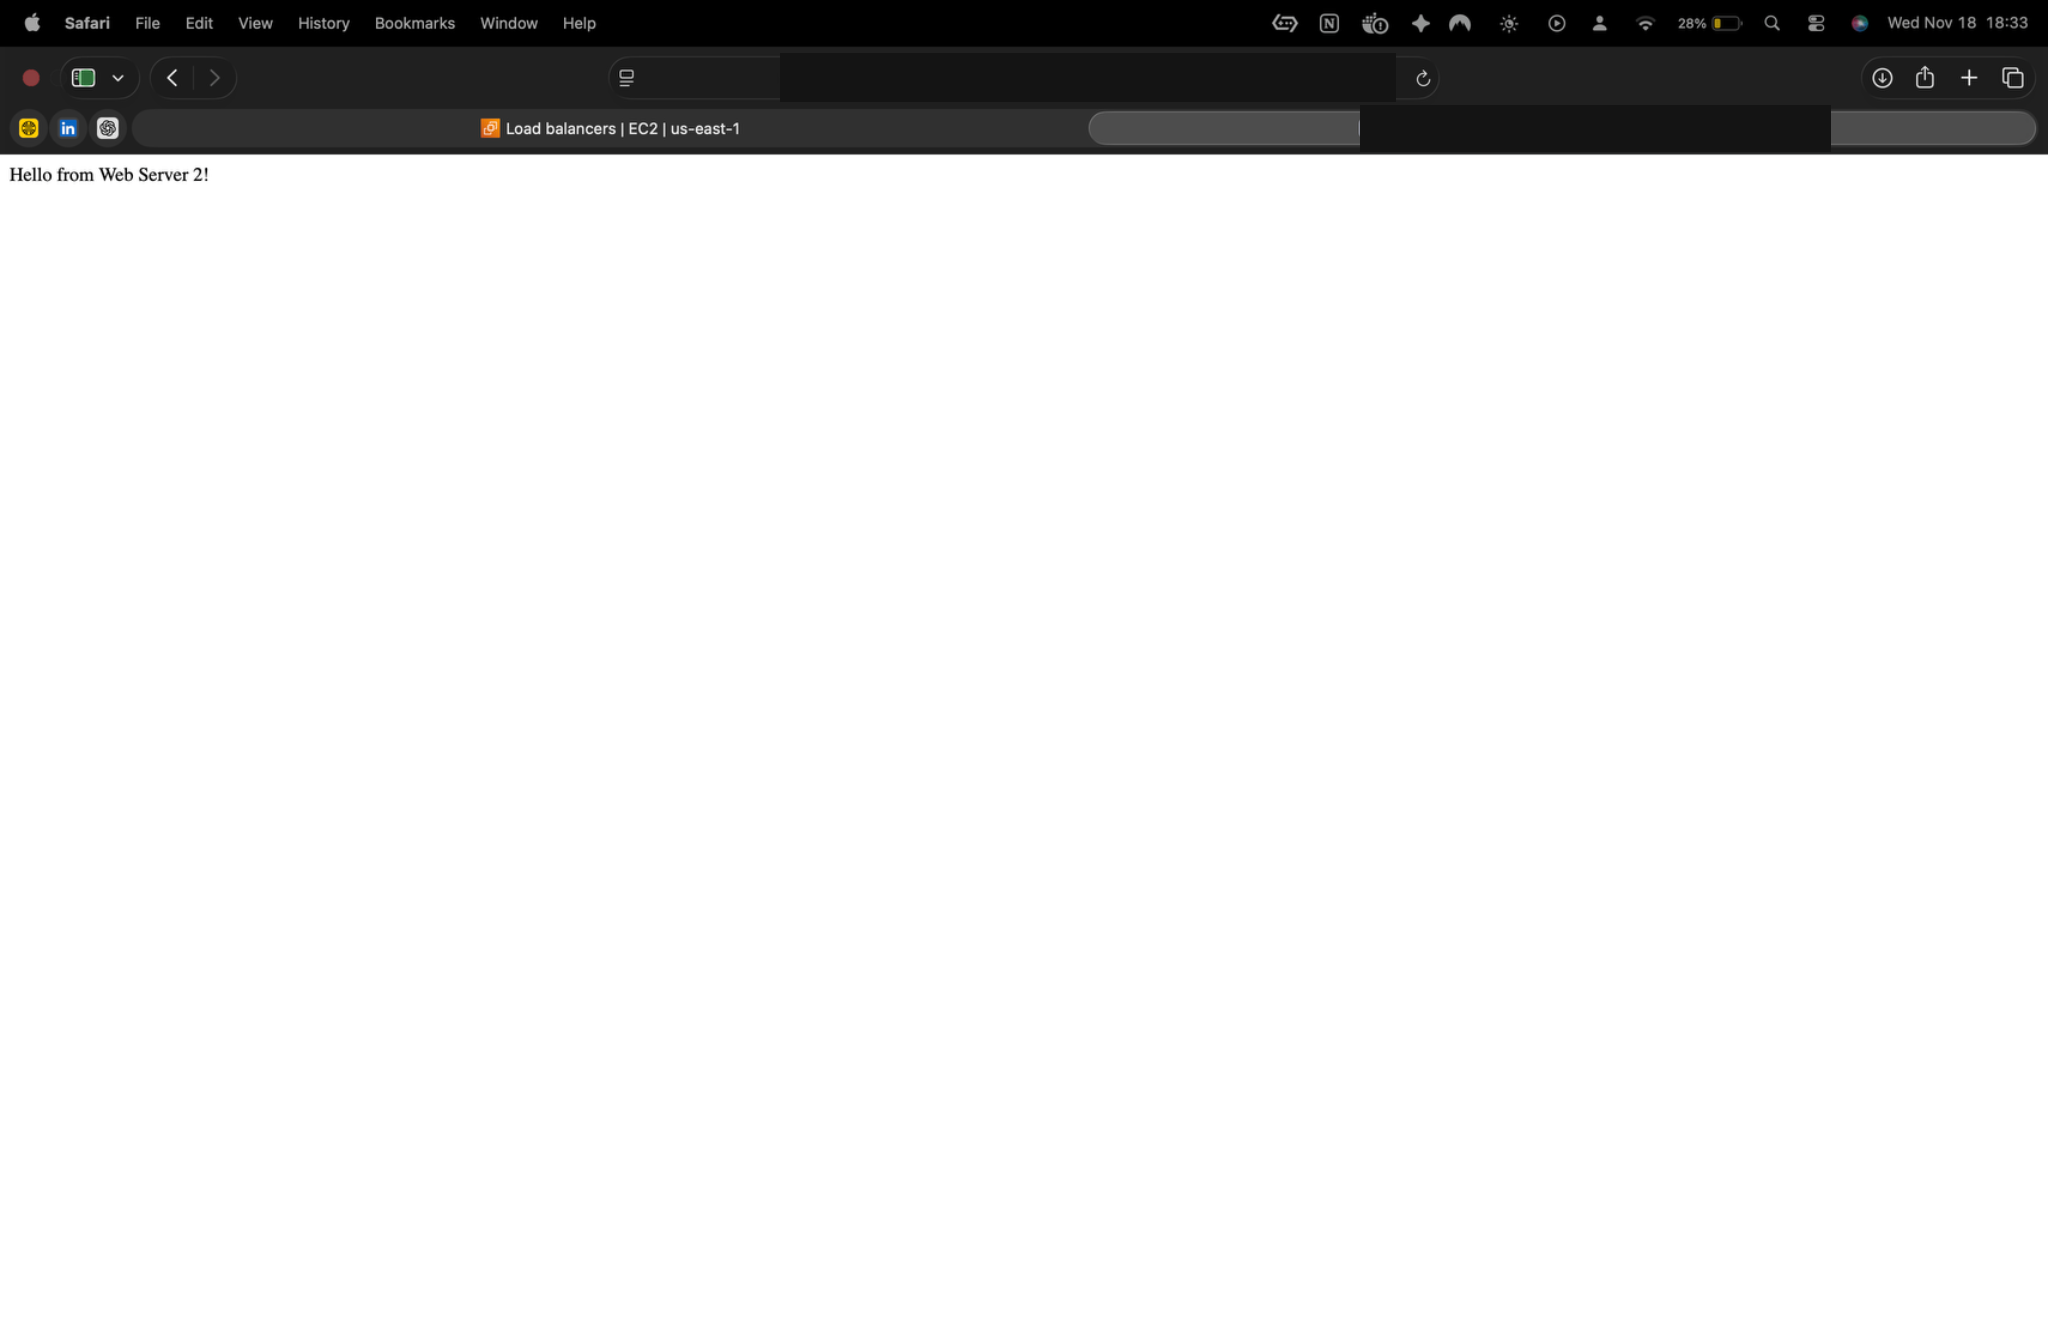 Safari File Edit View History Bookmarks Window Help N 28% Wed Nov 18 18:33
in Load balancers | EC2 | us-east-1
Hello from Web Server 2!